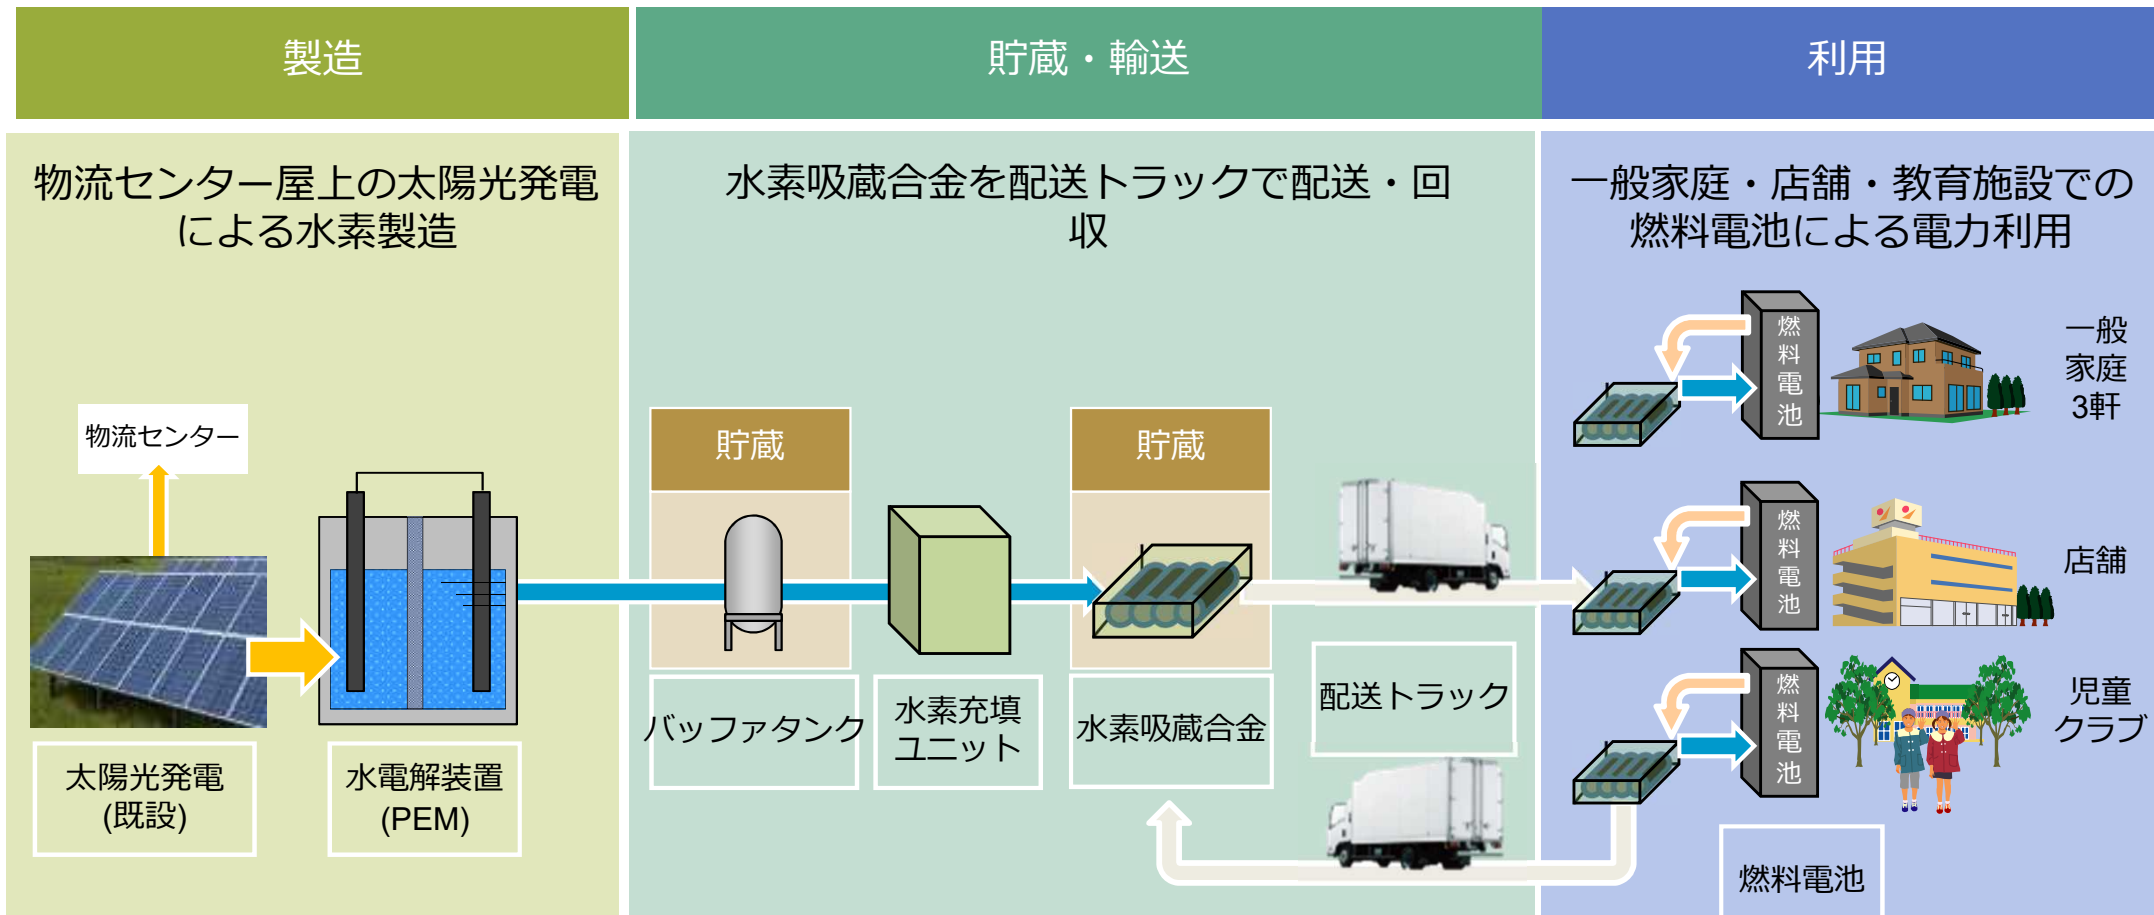 製造
貯蔵・輸送
利用
物流センター屋上の太陽光発電
による水素製造
水素吸蔵合金を配送トラックで配送・回
収
一般家庭・店舗・教育施設での
燃料電池による電力利用
物流センター
太陽光発電
(既設)
水電解装置
(PEM)
貯蔵
バッファタンク
水素充填
ユニット
貯蔵
水素吸蔵合金
配送トラック
燃料電池
一般
家庭
3軒
燃料電池
店舗
燃料電池
児童
クラブ
燃料電池